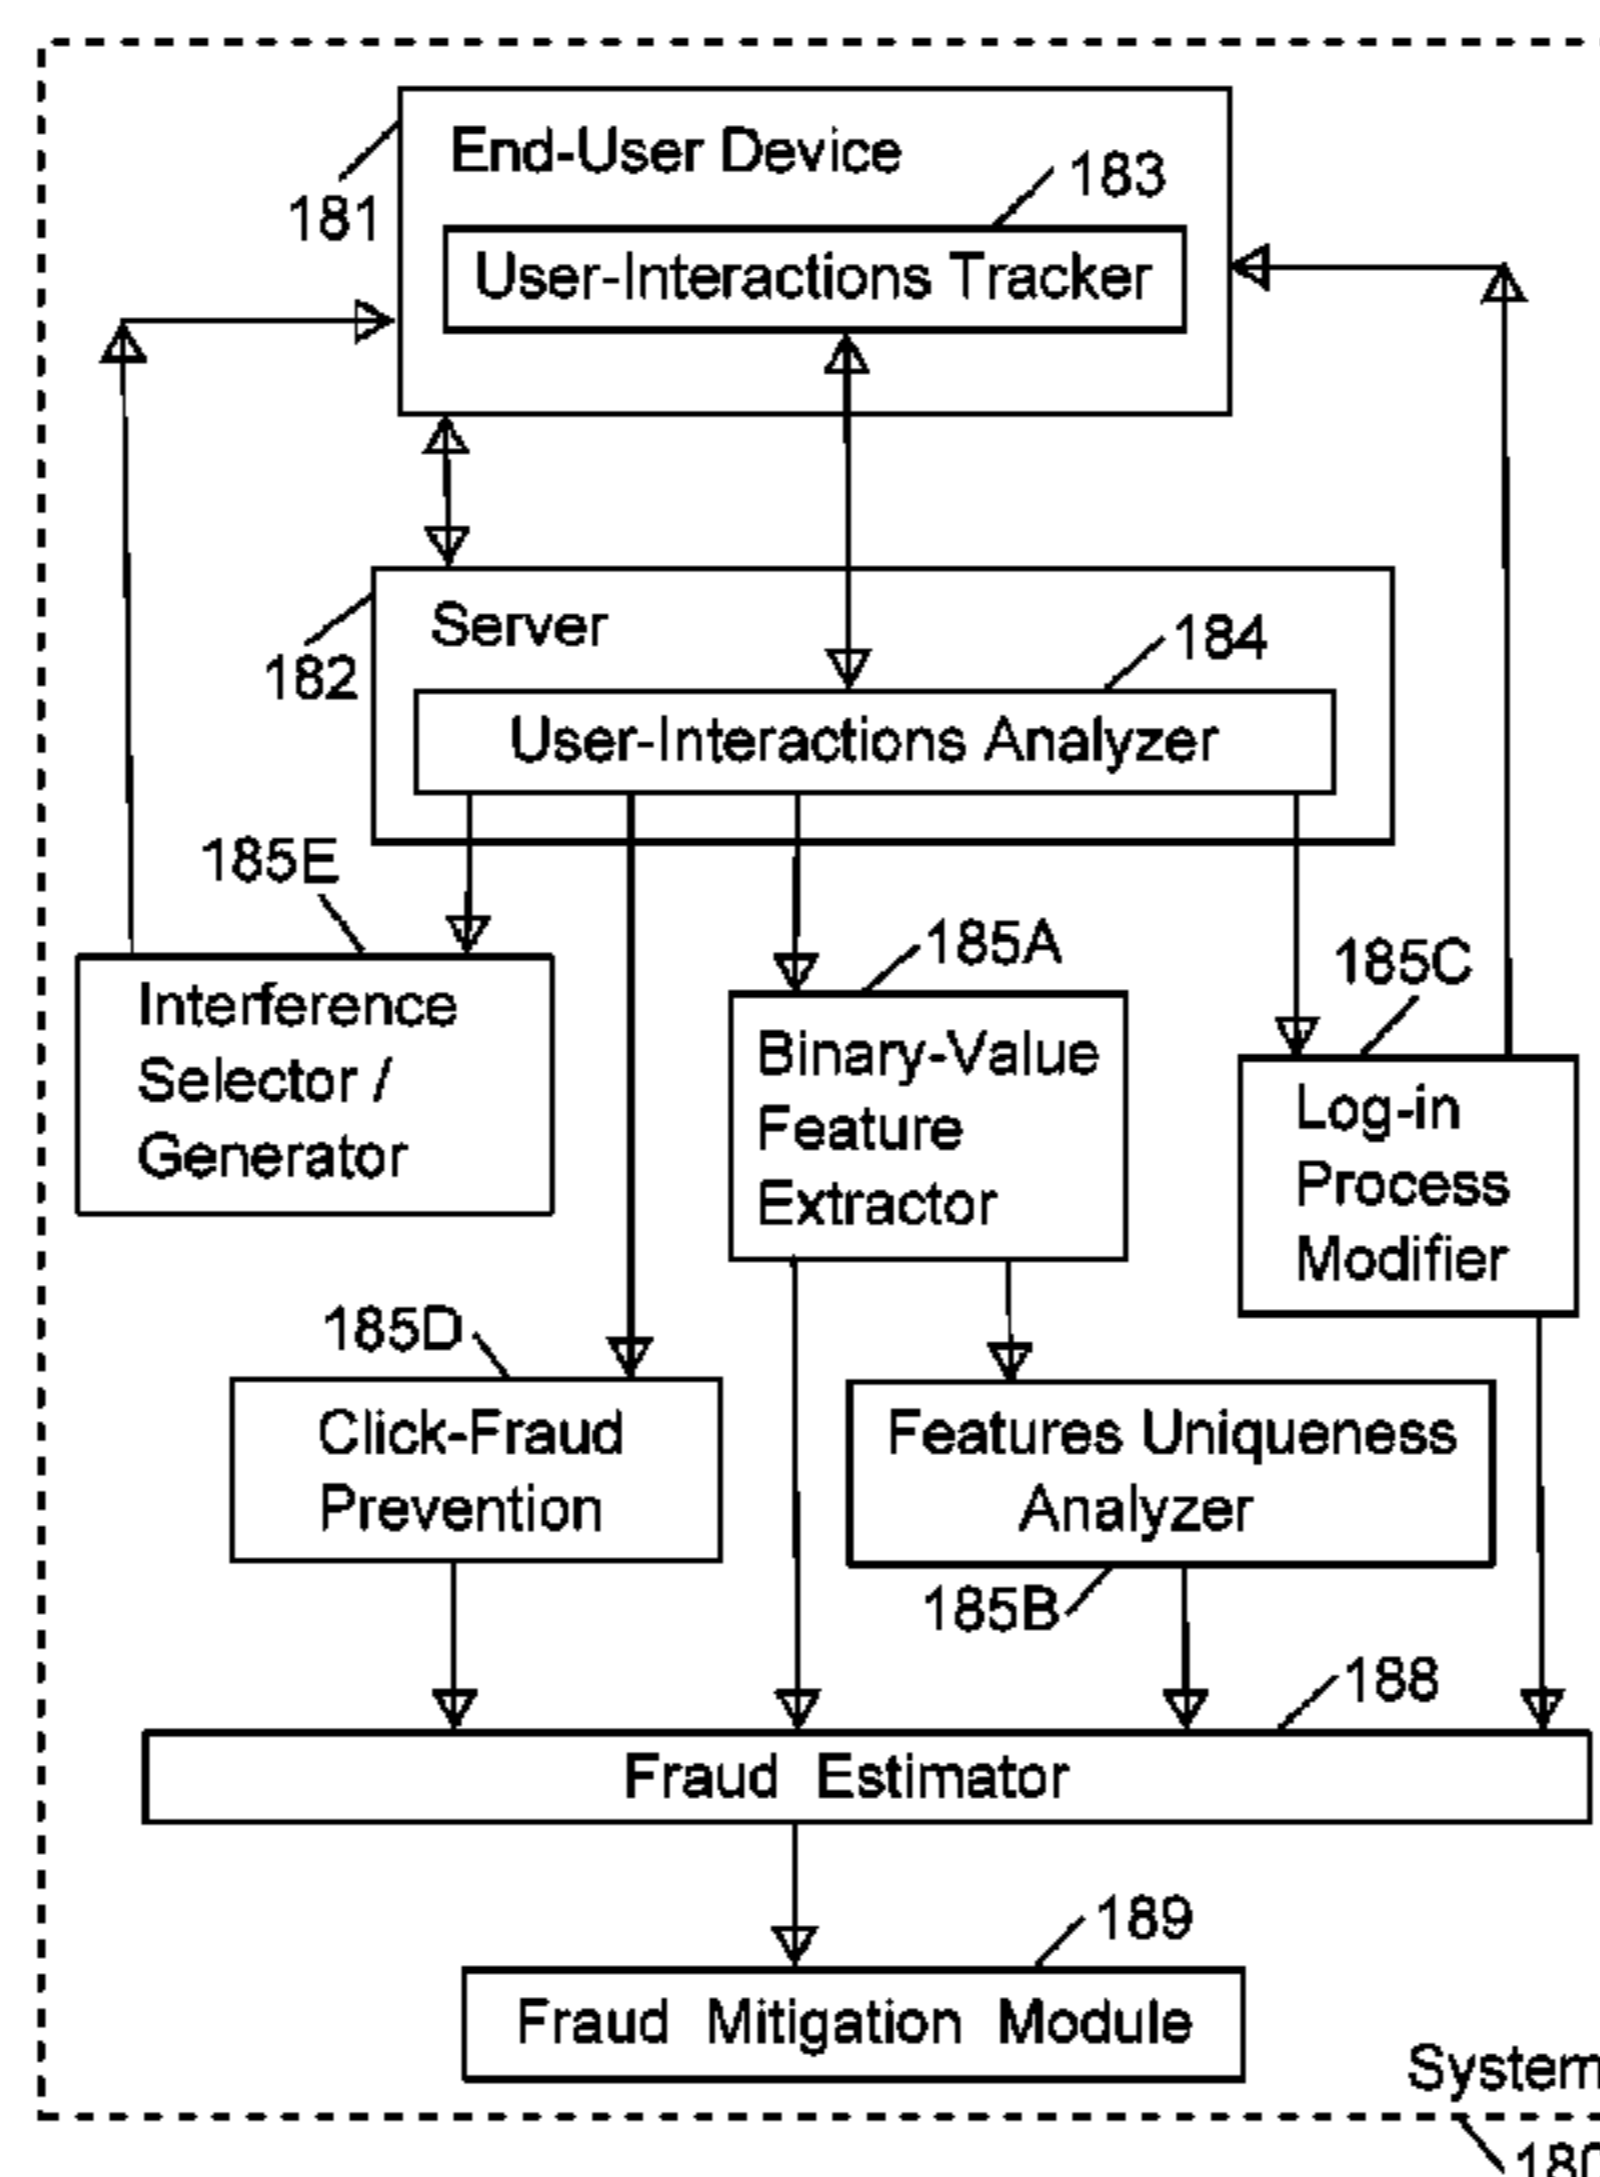 End-User Device
183
181
User-Interactions Tracker
Server
184
182
User-Interactions Analyzer
185E
185A
185C
Interference
Selector /
Generator
Binary-Value
Feature
Extractor
Log-in
Process
Modifier
185D
Click-Fraud
Prevention
Features Uniqueness
Analyzer
185B
188
Fraud Estimator
189
Fraud Mitigation Module
System
180